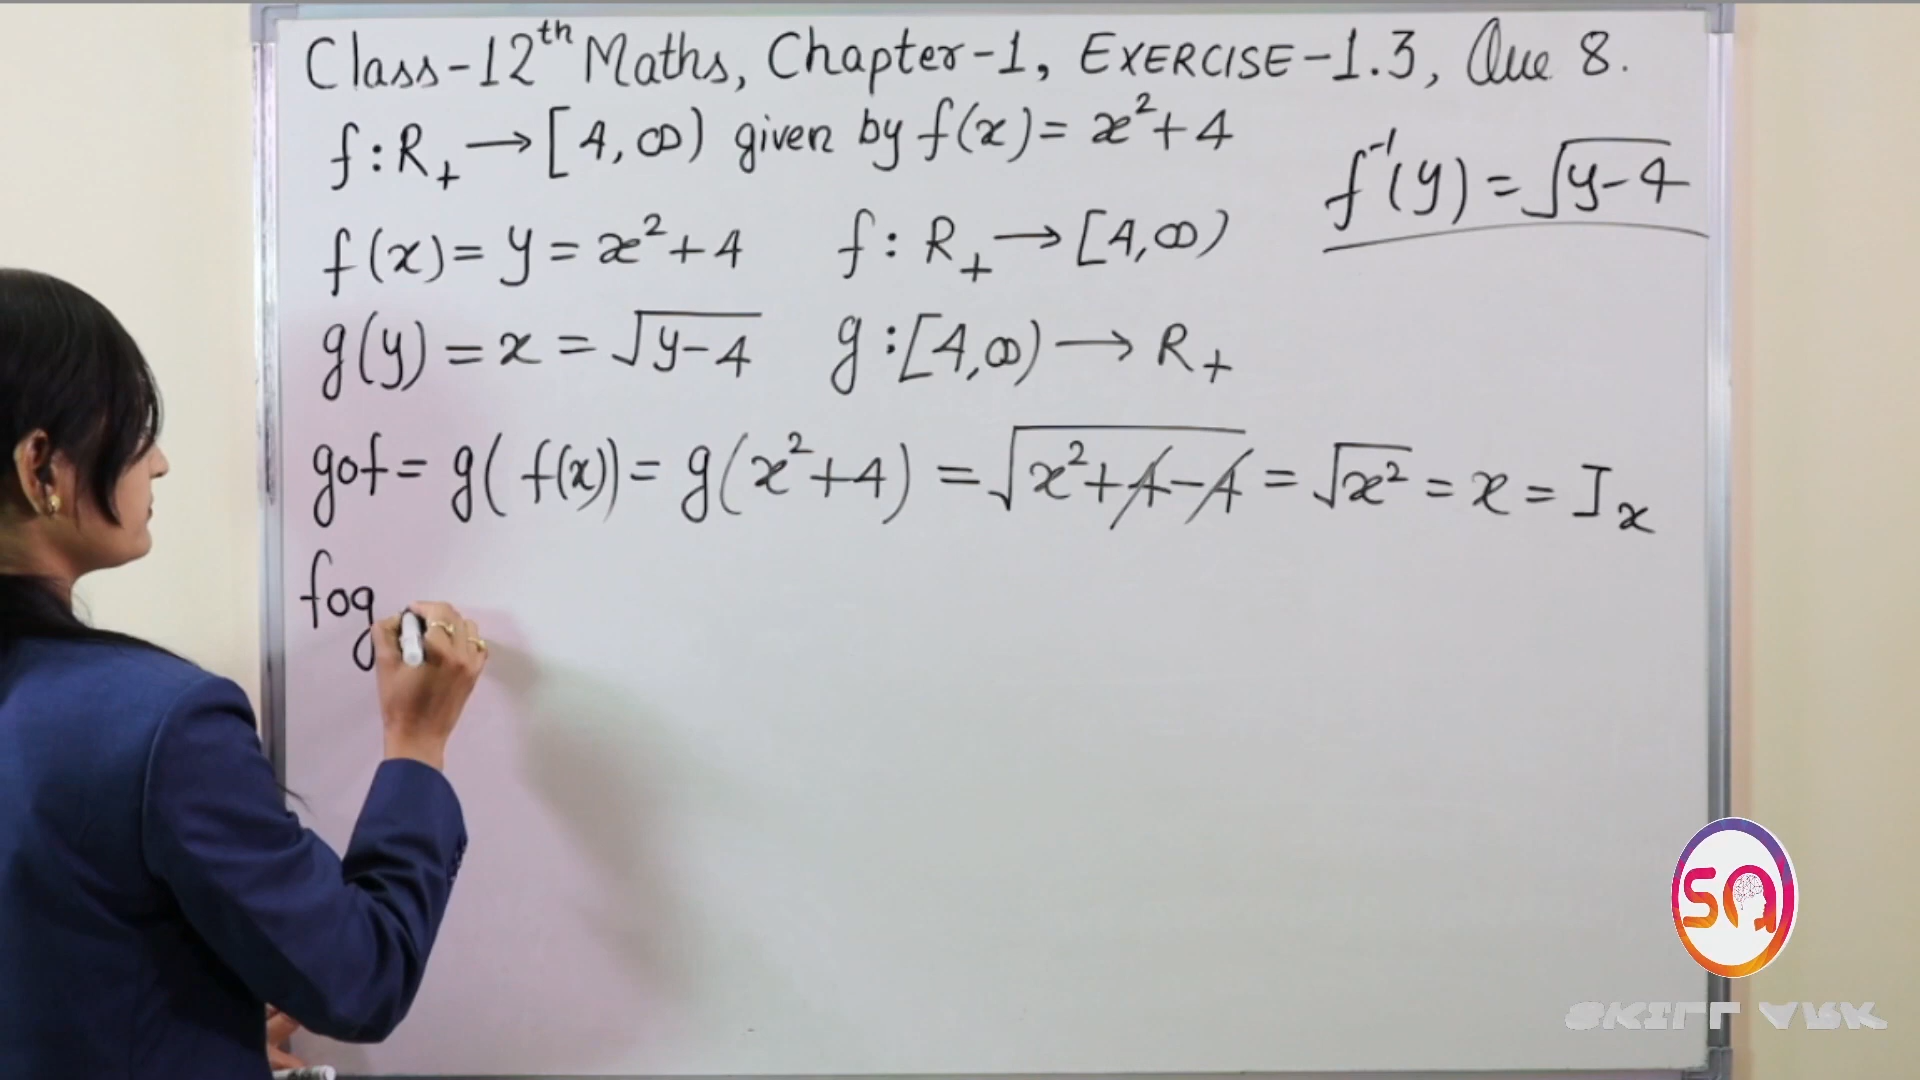 Class-12th Maths, Chapter-1, EXERCISE-1.3, Que 8.
f:R₊→[4,∞) given by f(x)= x²+4
f⁻¹(y)=√(y-4)
f(x)=y=x²+4 f: R₊→[4,∞)
g(y)=x=√(y-4) g:[4,∞)→R₊
gof=g(f(x))=g(x²+4)=√(x²+4-4)=√x²=x=Iₓ
fog
SA